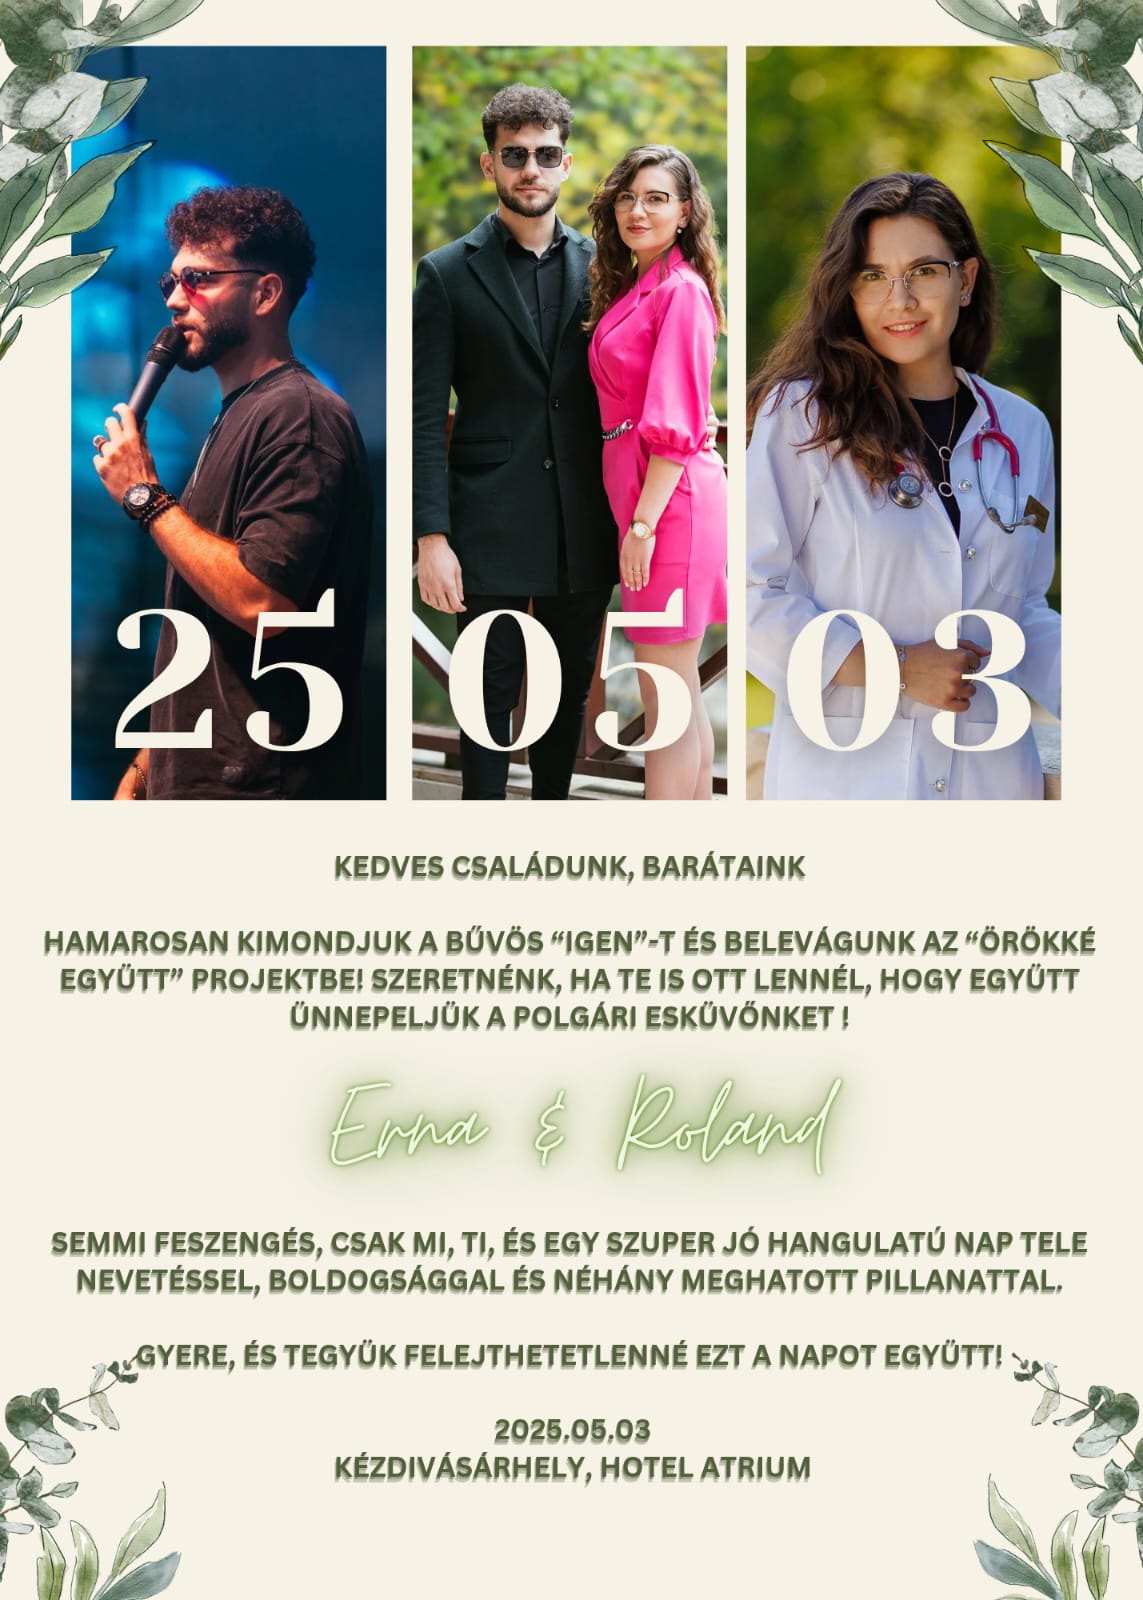 25 05 03
KEDVES CSALÁDUNK, BARÁTAINK
HAMAROSAN KIMONDJUK A BŰVÖS “IGEN”-T ÉS BELEVÁGUNK AZ “ÖRÖKKÉ
EGYÜTT” PROJEKTBE! SZERETNÉNK, HA TE IS OTT LENNÉL, HOGY EGYÜTT
ÜNNEPELJÜK A POLGÁRI ESKÜVŐNKET !
Erna & Roland
SEMMI FESZENGÉS, CSAK MI, TI, ÉS EGY SZUPER JÓ HANGULATÚ NAP TELE
NEVETÉSSEL, BOLDOGSÁGGAL ÉS NÉHÁNY MEGHATOTT PILLANATTAL.
GYERE, ÉS TEGYÜK FELEJTHETETLENNÉ EZT A NAPOT EGYÜTT!
2025.05.03
KÉZDIVÁSÁRHELY, HOTEL ATRIUM